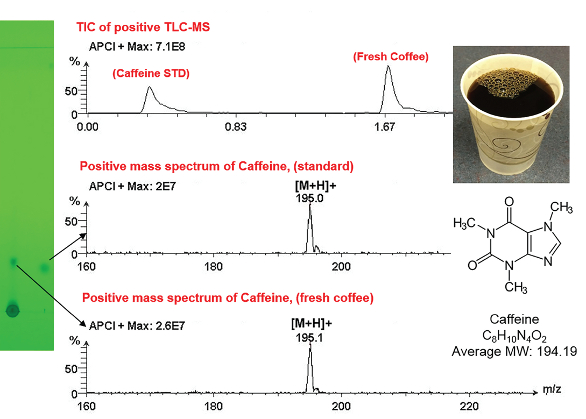 TIC of positive TLC-MS
APCI + Max: 7.1E8
%
(Caffeine STD)
(Fresh Coffee)
50
0
0.00 0.83 1.67
Positive mass spectrum of Caffeine, (standard)
% APCI + Max: 2E7
[M+H]+
195.0
50
0
160 180 200
Positive mass spectrum of Caffeine, (fresh coffee)
% APCI + Max: 2.6E7
[M+H]+
195.1
50
0
160 180 200 220
m/z
O
CH₃
H₃C
N
N
O
N
N
CH₃
Caffeine
C₈H₁₀N₄O₂
Average MW: 194.19